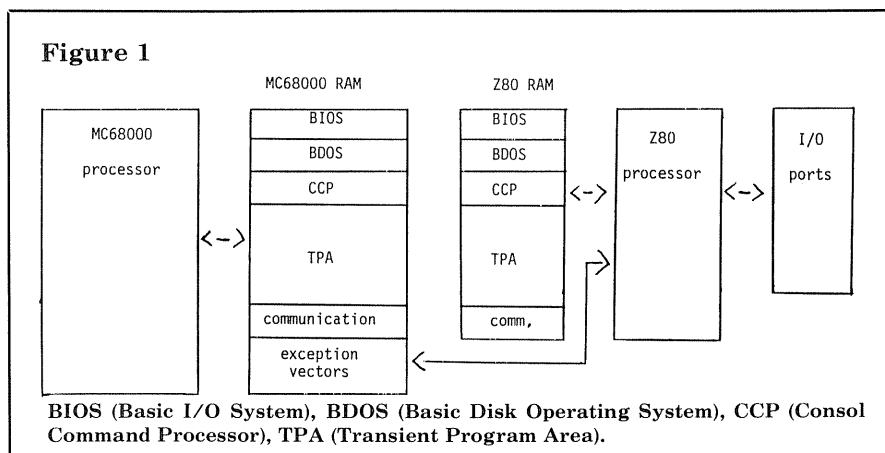 Figure 1
MC68000 RAM
Z80 RAM
MC68000
processor
BIOS
BDOS
CCP
TPA
communication
exception
vectors
BIOS
BDOS
CCP
TPA
comm,
Z80
processor
I/O
ports
BIOS (Basic I/O System), BDOS (Basic Disk Operating System), CCP (Consol
Command Processor), TPA (Transient Program Area).